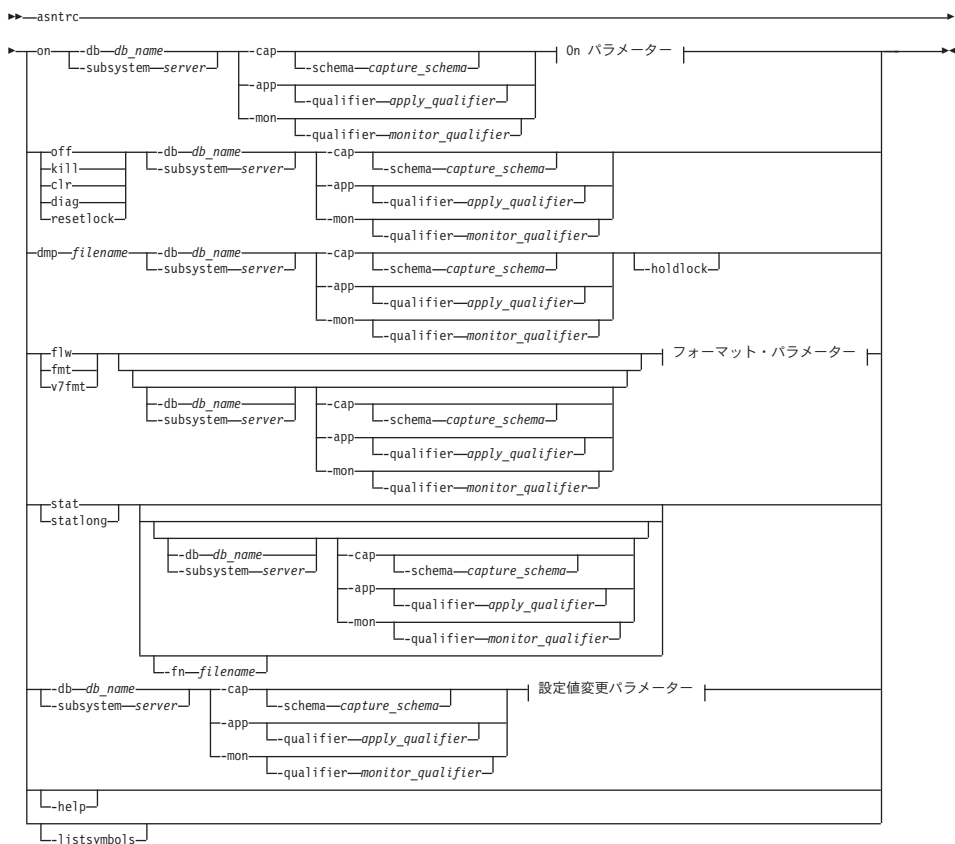 asntrc
on -db db_name -cap On パラメーター
-subsystem server -schema capture_schema
-app
-qualifier apply_qualifier
-mon
-qualifier monitor_qualifier
off -db db_name -cap
kill -subsystem server -schema capture_schema
clr -app
diag -qualifier apply_qualifier
resetlock -mon
-qualifier monitor_qualifier
dmp filename -db db_name -cap -holdlock
-subsystem server -schema capture_schema
-app
-qualifier apply_qualifier
-mon
-qualifier monitor_qualifier
flw フォーマット・パラメーター
fmt
v7fmt
-db db_name -cap
-subsystem server -schema capture_schema
-app
-qualifier apply_qualifier
-mon
-qualifier monitor_qualifier
stat
statlong
-db db_name -cap
-subsystem server -schema capture_schema
-app
-qualifier apply_qualifier
-mon
-qualifier monitor_qualifier
-fn filename
-db db_name -cap 設定値変更パラメーター
-subsystem server -schema capture_schema
-app
-qualifier apply_qualifier
-mon
-qualifier monitor_qualifier
-help
-listsymbols